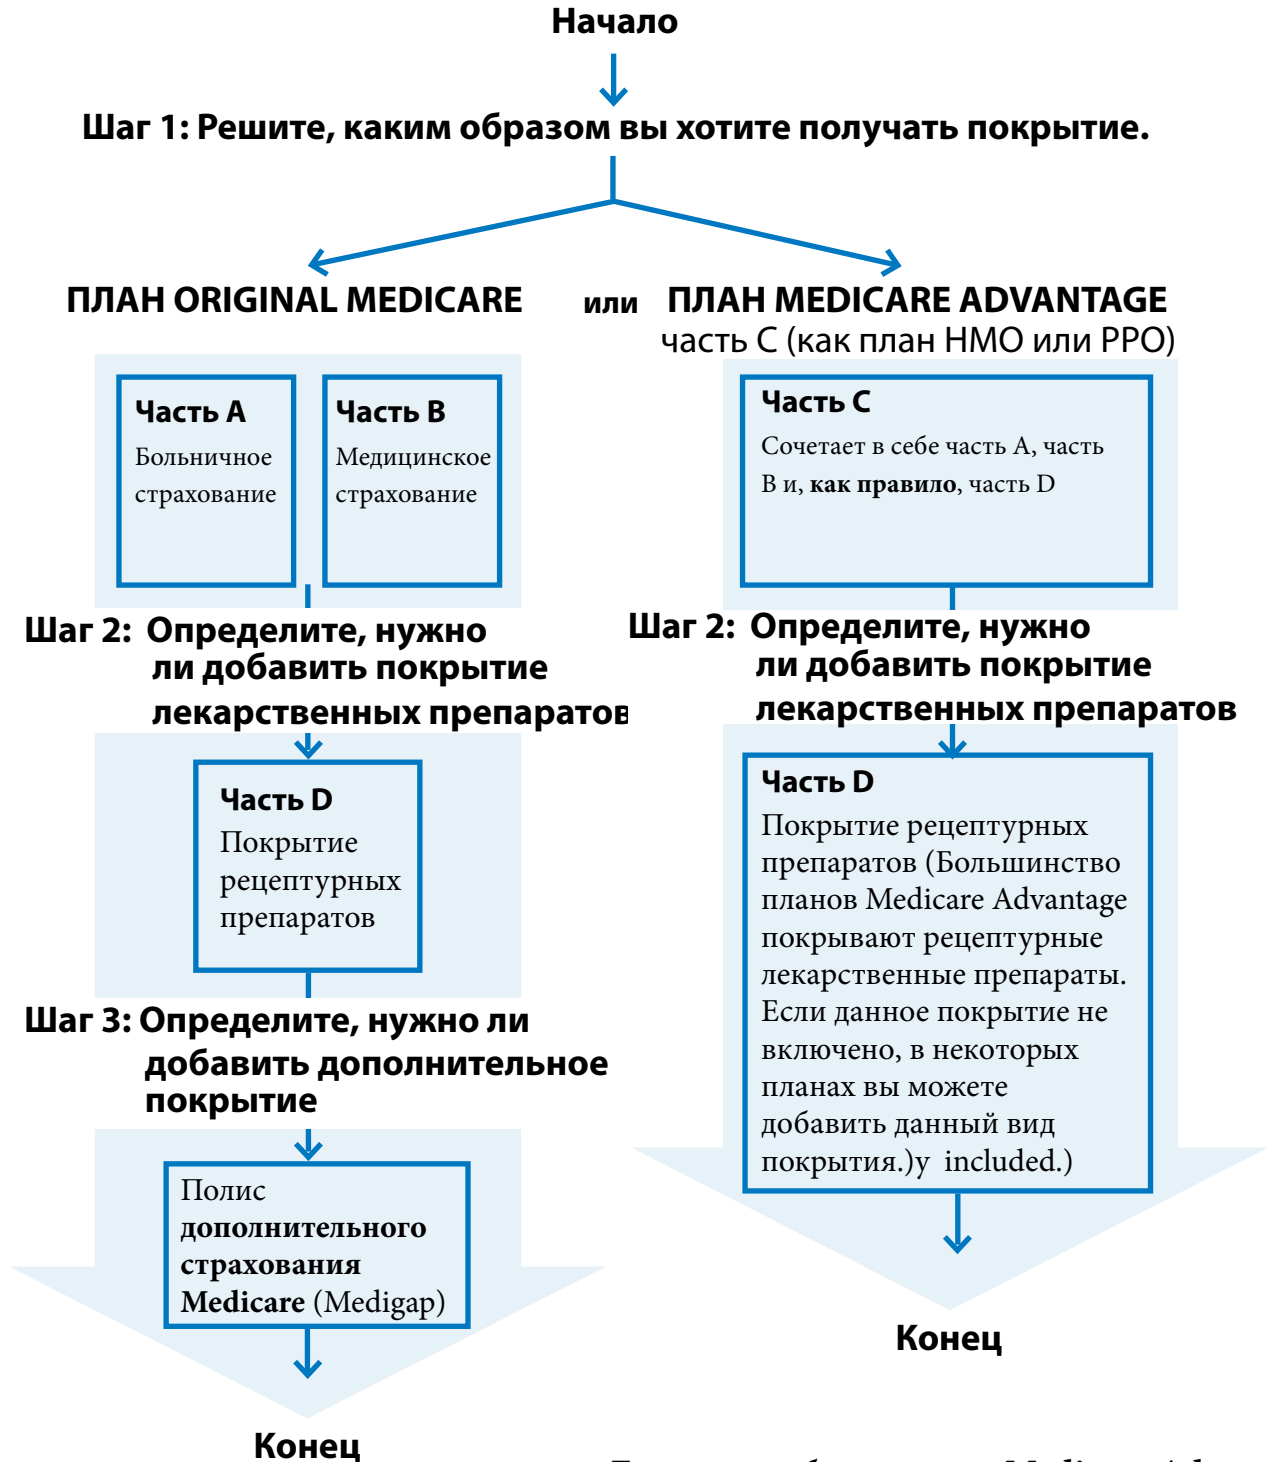 Начало
Шаг 1: Решите, каким образом вы хотите получать покрытие.
ПЛАН ORIGINAL MEDICARE
или
ПЛАН MEDICARE ADVANTAGE
часть C (как план HMO или PPO)
Часть A
Больничное
страхование
Часть B
Медицинское
страхование
Часть C
Сочетает в себе часть A, часть
B и, как правило, часть D
Шаг 2: Определите, нужно
ли добавить покрытие
лекарственных препаратов
Часть D
Покрытие
рецептурных
препаратов
Шаг 3: Определите, нужно ли
добавить дополнительное
покрытие
Полис
дополнительного
страхования
Medicare (Medigap)
Конец
Шаг 2: Определите, нужно
ли добавить покрытие
лекарственных препаратов
Часть D
Покрытие рецептурных
препаратов (Большинство
планов Medicare Advantage
покрывают рецептурные
лекарственные препараты.
Если данное покрытие не
включено, в некоторых
планах вы можете
добавить данный вид
покрытия.)y included.)
Конец